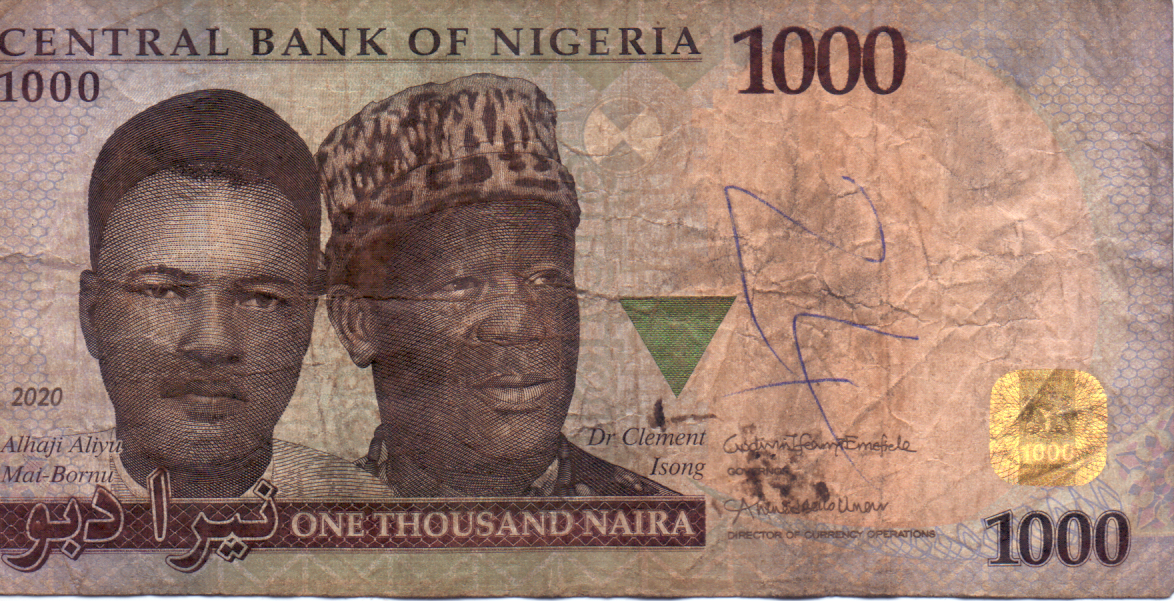 CENTRAL BANK OF NIGERIA
1000
1000
2020
Alhaji Aliyu
Mai-Bornu
Dr Clement
Isong
GOVERNOR
DIRECTOR OF CURRENCY OPERATIONS
نيرا دبو
ONE THOUSAND NAIRA
1000
1000